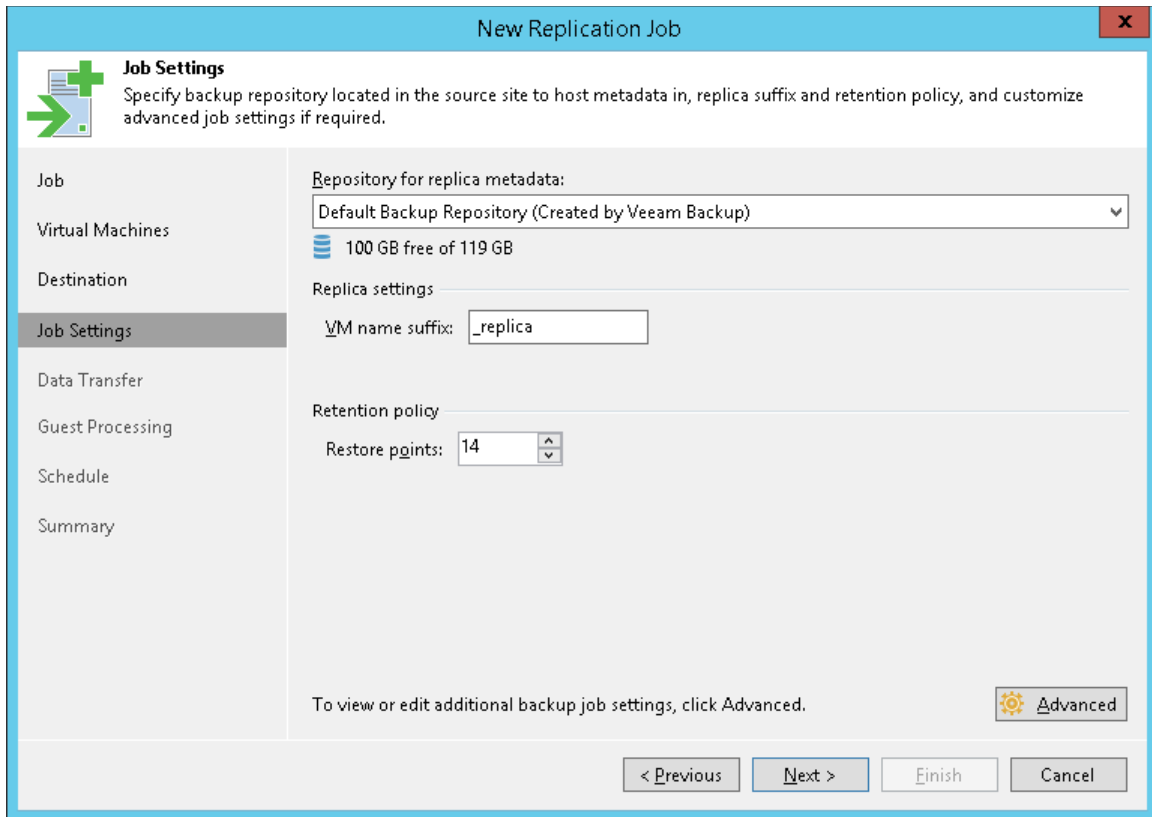 New Replication Job
x
Job Settings
Specify backup repository located in the source site to host metadata in, replica suffix and retention policy, and customize
advanced job settings if required.
Job
Virtual Machines
Destination
Job Settings
Data Transfer
Guest Processing
Schedule
Summary
Repository for replica metadata:
Default Backup Repository (Created by Veeam Backup)
100 GB free of 119 GB
Replica settings
VM name suffix: _replica
Retention policy
Restore points: 14
To view or edit additional backup job settings, click Advanced. Advanced
< Previous Next > Finish Cancel